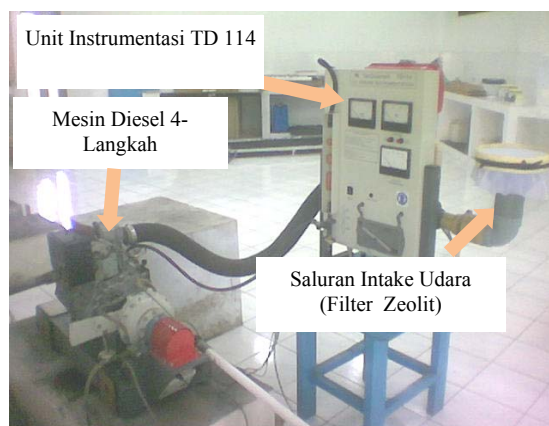 Unit Instrumentasi TD 114
Mesin Diesel 4-
Langkah
Saluran Intake Udara
(Filter Zeolit)